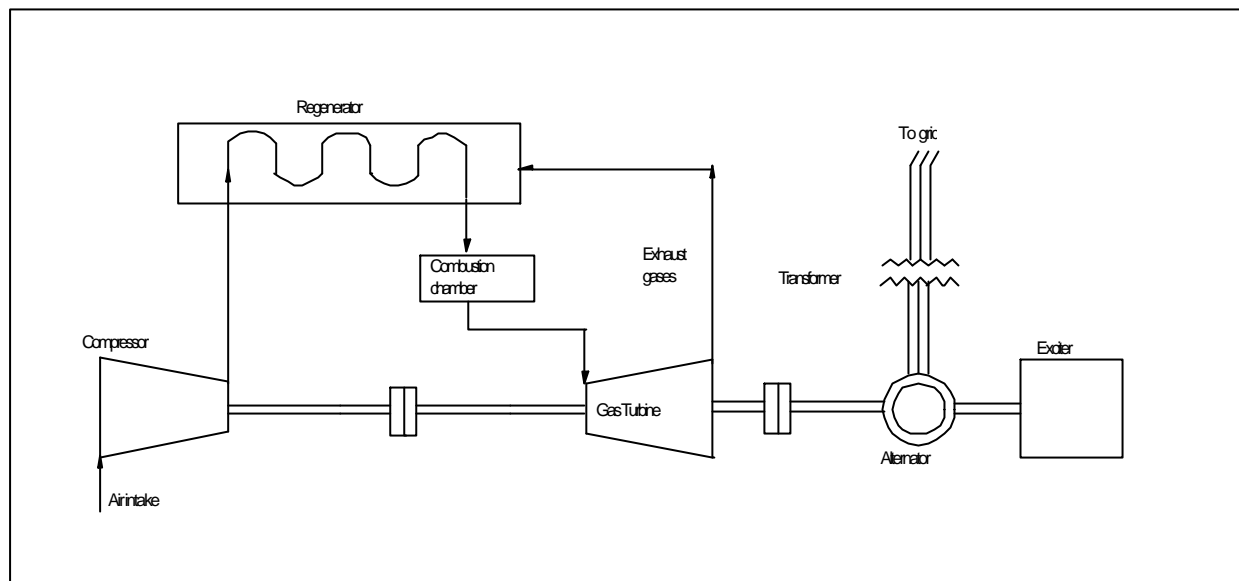 Regenerator
To grid
Exhaust
gases
Combustion
chamber
Transformer
Compressor
Exciter
Gas Turbine
Alternator
Air intake